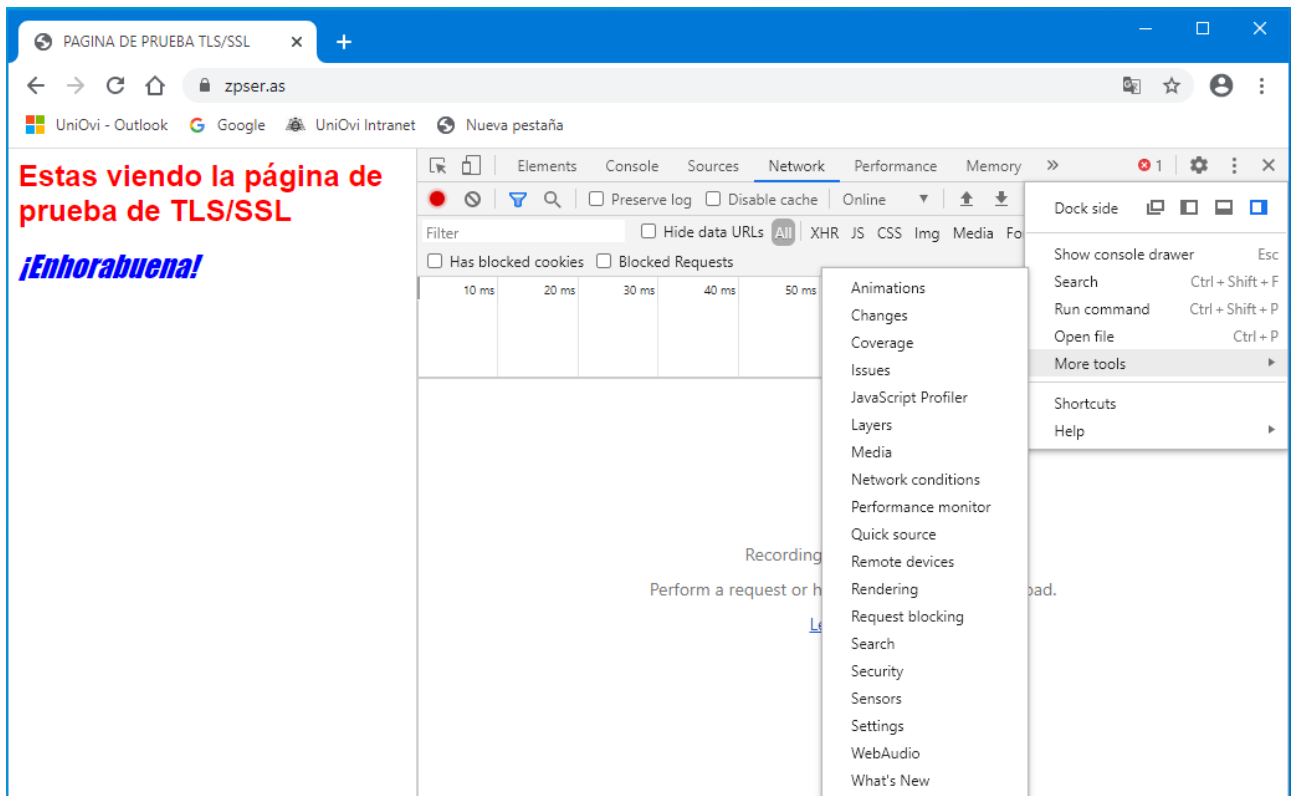 PAGINA DE PRUEBA TLS/SSL
zpser.as
UniOvi - Outlook Google UniOvi Intranet Nueva pestaña
Estas viendo la página de
prueba de TLS/SSL
¡Enhorabuena!
Elements Console Sources Network Performance Memory » 1
Preserve log Disable cache Online
Filter Hide data URLs All XHR JS CSS Img Media
Has blocked cookies Blocked Requests
10 ms 20 ms 30 ms 40 ms 50 ms
Recording
Perform a request or
Dock side
Show console drawer Esc
Search Ctrl + Shift + F
Run command Ctrl + Shift + P
Open file Ctrl + P
More tools
Shortcuts
Help
Animations
Changes
Coverage
Issues
JavaScript Profiler
Layers
Media
Network conditions
Performance monitor
Quick source
Remote devices
Rendering
Request blocking
Search
Security
Sensors
Settings
WebAudio
What's New